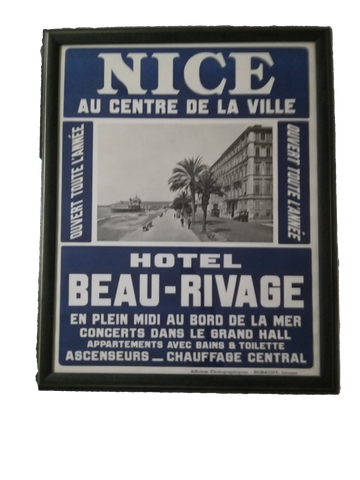 NICE
AU CENTRE DE LA VILLE
OUVERT TOUTE L'ANNÉE
OUVERT TOUTE L'ANNÉE
HOTEL
BEAU-RIVAGE
EN PLEIN MIDI AU BORD DE LA MER
CONCERTS DANS LE GRAND HALL
APPARTEMENTS AVEC BAINS & TOILETTE
ASCENSEURS _ CHAUFFAGE CENTRAL